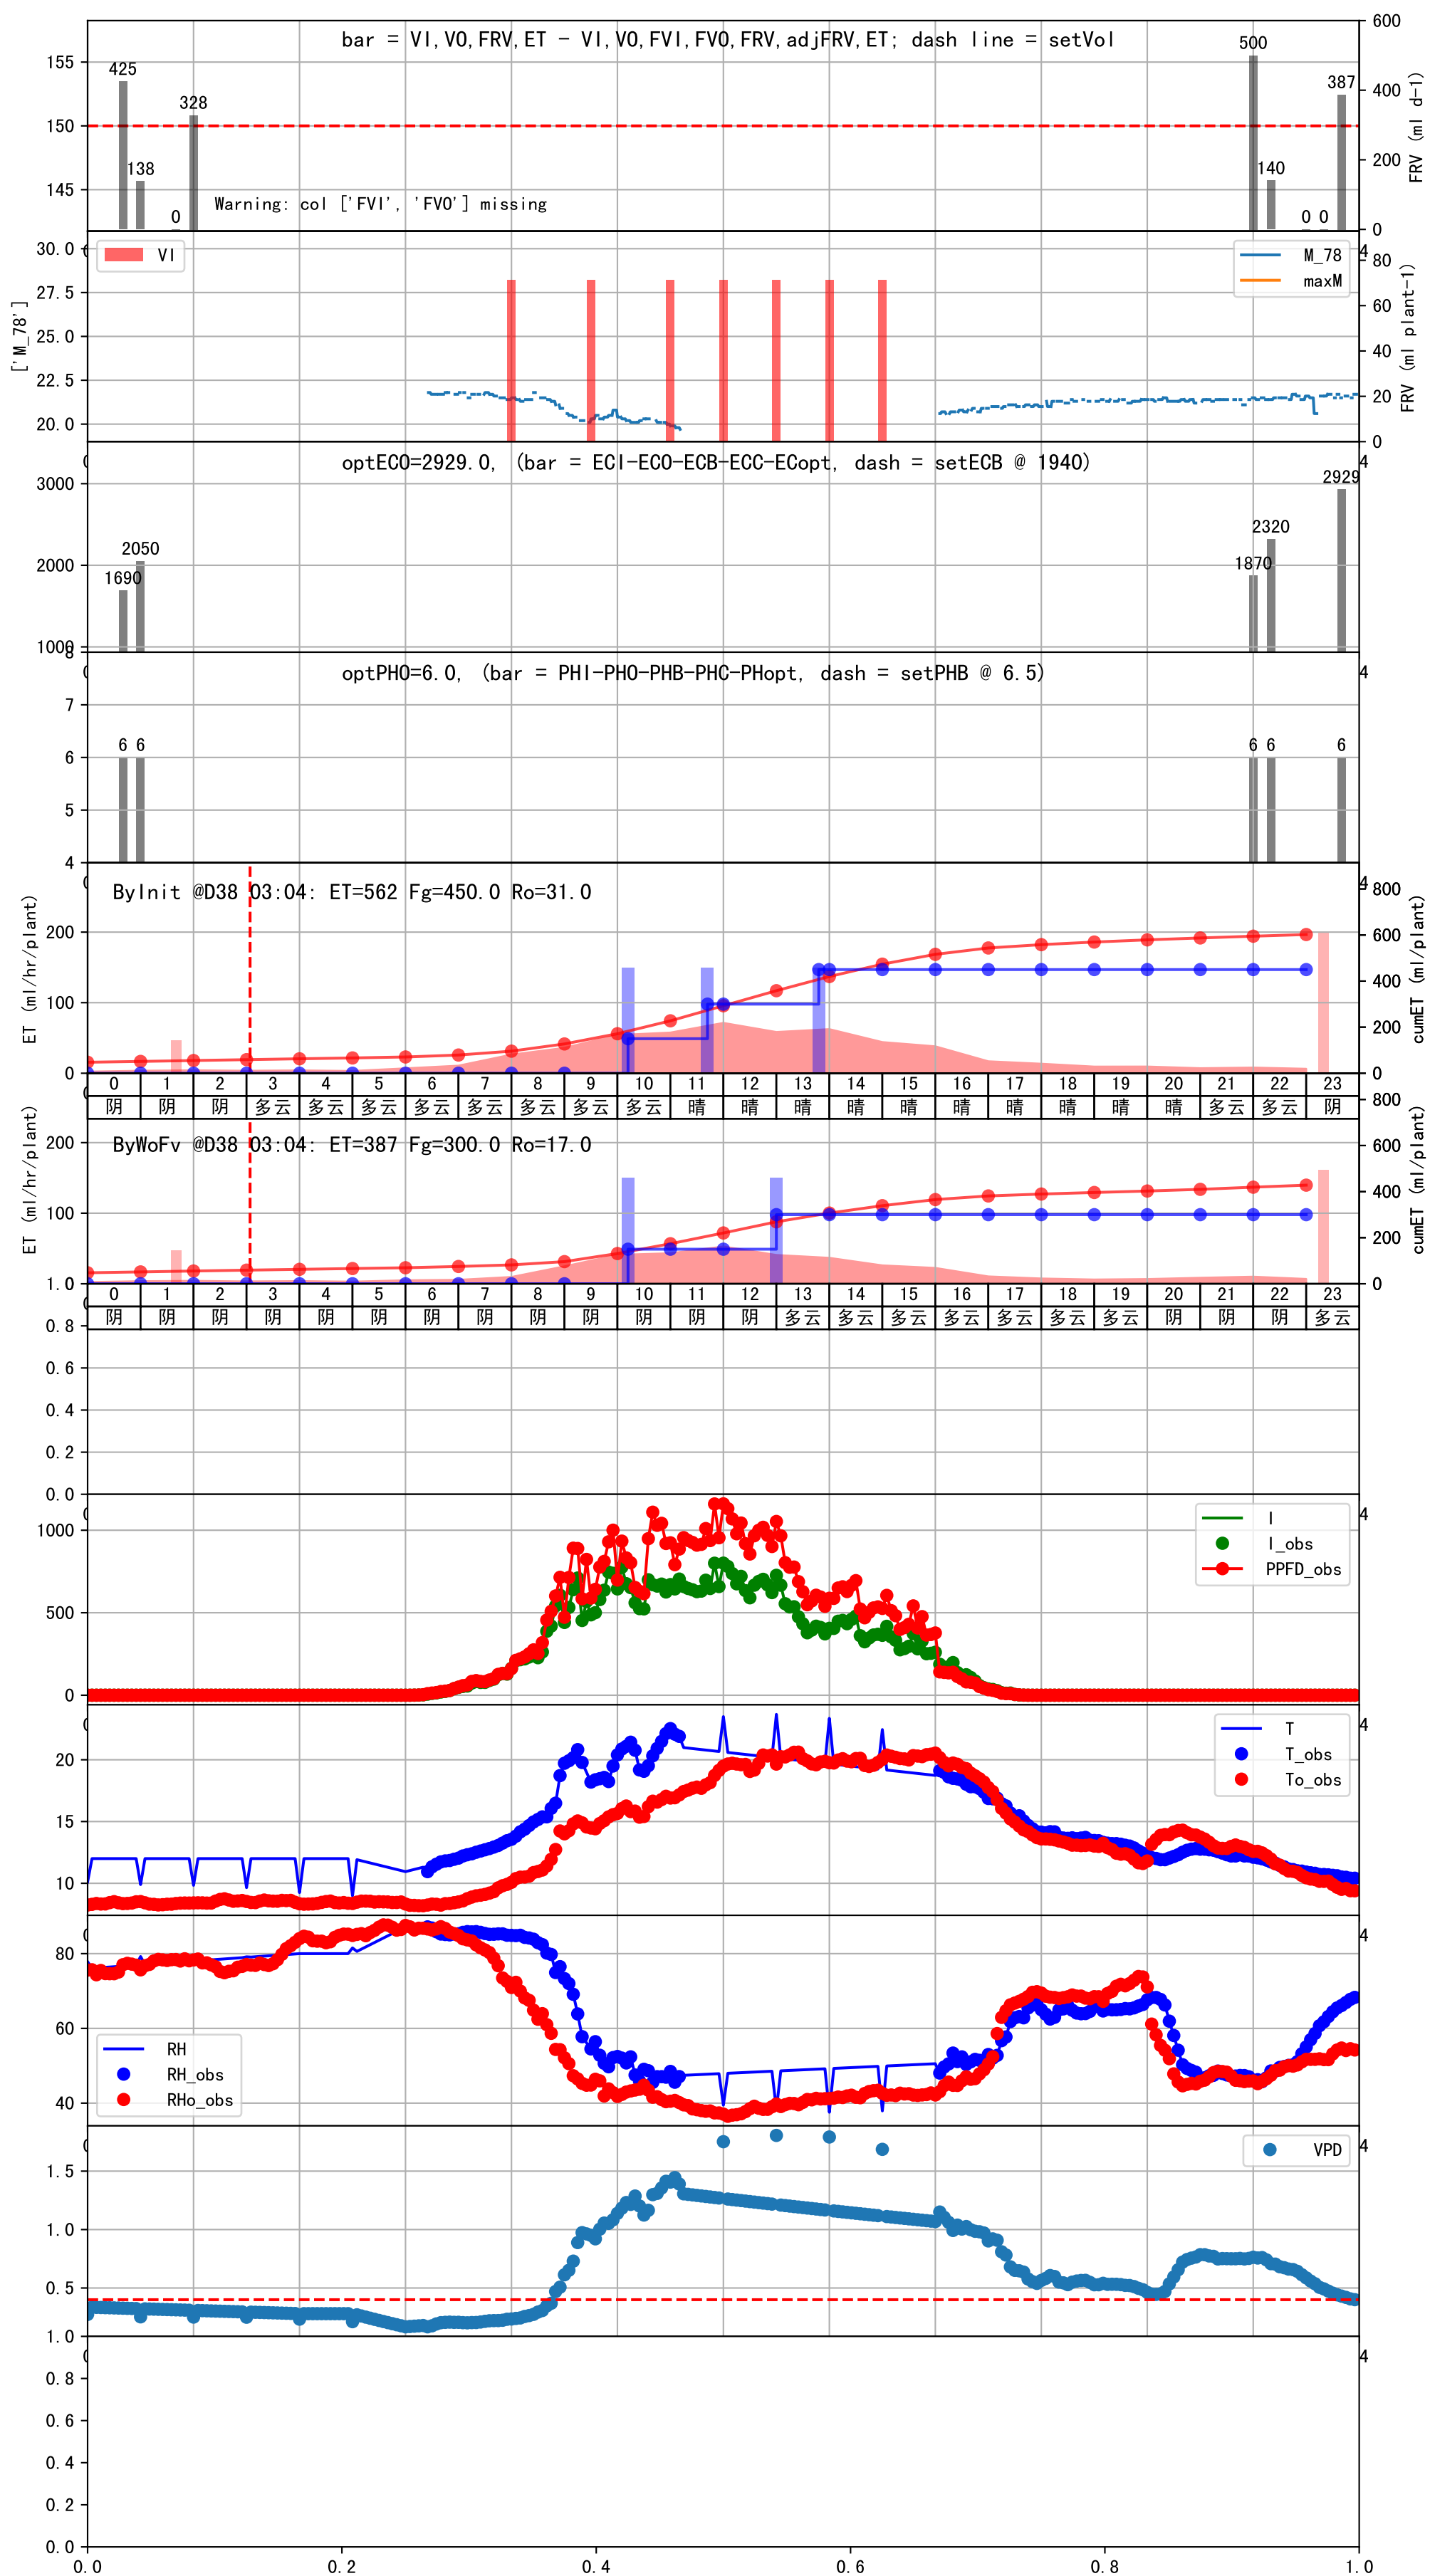 bar = VI,VO,FRV,ET - VI,VO,FVI,FVO,FRV,adjFRV,ET; dash line = setVol
155
150
145
425
138
0
328
500
140
0
0
387
Warning: col ['FVI', 'FVO'] missing
600
400
200
0
FRV (ml d-1)
30.0
27.5
25.0
22.5
20.0
['M_78']
VI
M_78
maxM
4
80
60
40
20
0
FRV (ml plant-1)
optECO=2929.0, (bar = ECI-ECO-ECB-ECC-ECopt, dash = setECB @ 1940)
4
3000
2000
1000
1690
2050
1870
2320
2929
optPHO=6.0, (bar = PHI-PHO-PHB-PHC-PHopt, dash = setPHB @ 6.5)
4
8
7
6
5
4
6
6
6
6
6
ByInit @D38 03:04: ET=562 Fg=450.0 Ro=31.0
4
200
100
0
ET (ml/hr/plant)
800
600
400
200
0
cumET (ml/plant)
0 1 2 3 4 5 6 7 8 9 10 11 12 13 14 15 16 17 18 19 20 21 22 23
阴 阴 阴 多云 多云 多云 多云 多云 多云 多云 多云 晴 晴 晴 晴 晴 晴 晴 晴 晴 晴 多云 多云 阴
ByWoFv @D38 03:04: ET=387 Fg=300.0 Ro=17.0
200
100
ET (ml/hr/plant)
800
600
400
200
0
cumET (ml/plant)
0 1 2 3 4 5 6 7 8 9 10 11 12 13 14 15 16 17 18 19 20 21 22 23
阴 阴 阴 阴 阴 阴 阴 阴 阴 阴 阴 阴 阴 多云 多云 多云 多云 多云 多云 多云 阴 阴 阴 多云
1.0
0.8
0.6
0.4
0.2
0.0
4
1000
500
0
I
I_obs
PPFD_obs
4
20
15
10
T
T_obs
To_obs
4
80
60
40
RH
RH_obs
RHo_obs
4
1.5
1.0
0.5
VPD
4
1.0
0.8
0.6
0.4
0.2
0.0
0.0 0.2 0.4 0.6 0.8 1.0